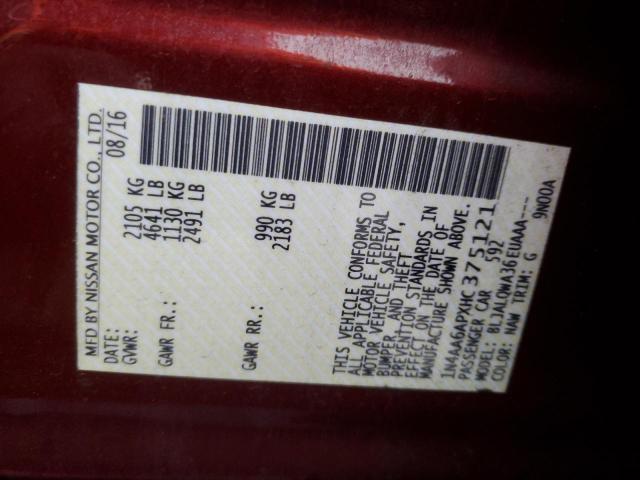 MFD BY NISSAN MOTOR CO., LTD.
DATE: 08/16
GVWR: 2105 KG
4641 LB
GAWR FR.: 1130 KG
2491 LB
GAWR RR.: 990 KG
2183 LB
THIS VEHICLE CONFORMS TO
ALL APPLICABLE FEDERAL
MOTOR VEHICLE SAFETY,
BUMPER, AND THEFT
PREVENTION STANDARDS IN
EFFECT ON THE DATE OF
MANUFACTURE SHOWN ABOVE.
1N4AA6APXHC375121
PASSENGER CAR 592
MODEL: BLJALOWA36EUAAA---
COLOR: NAW TRIM: G 9N00A